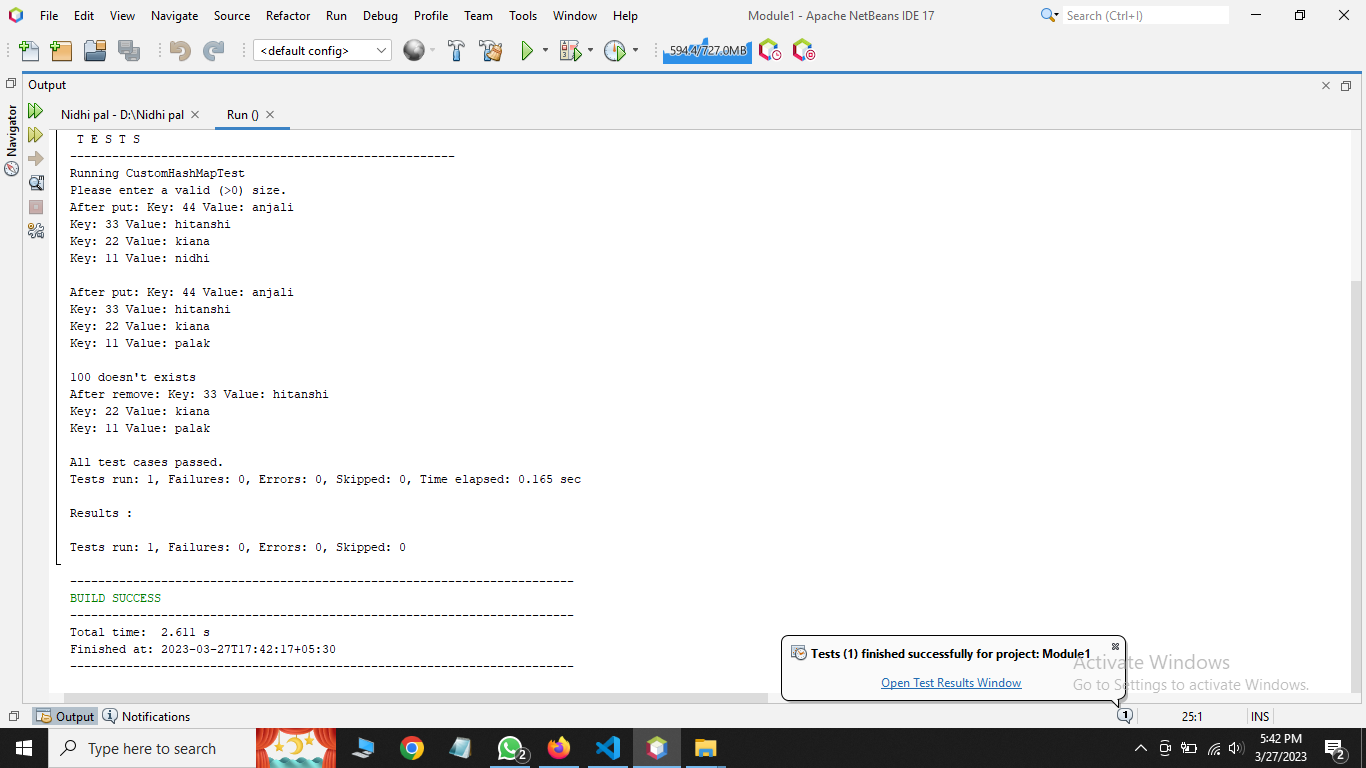 File Edit View Navigate Source Refactor Run Debug Profile Team Tools Window Help
Module1 - Apache NetBeans IDE 17
Search (Ctrl+I)
<default config>
594.4/727.0MB
Output
Navigator
Nidhi pal - D:\Nidhi pal
Run ()
T E S T S
-------------------------------------------------------
Running CustomHashMapTest
Please enter a valid (>0) size.
After put: Key: 44 Value: anjali
Key: 33 Value: hitanshi
Key: 22 Value: kiana
Key: 11 Value: nidhi
After put: Key: 44 Value: anjali
Key: 33 Value: hitanshi
Key: 22 Value: kiana
Key: 11 Value: palak
100 doesn't exists
After remove: Key: 33 Value: hitanshi
Key: 22 Value: kiana
Key: 11 Value: palak
All test cases passed.
Tests run: 1, Failures: 0, Errors: 0, Skipped: 0, Time elapsed: 0.165 sec
Results :
Tests run: 1, Failures: 0, Errors: 0, Skipped: 0
------------------------------------------------------------------------
BUILD SUCCESS
------------------------------------------------------------------------
Total time:  2.611 s
Finished at: 2023-03-27T17:42:17+05:30
------------------------------------------------------------------------
Tests (1) finished successfully for project: Module1
Open Test Results Window
Activate Windows
Go to Settings to activate Windows.
Output
Notifications
1
25:1
INS
Type here to search
2
5:42 PM
3/27/2023
2